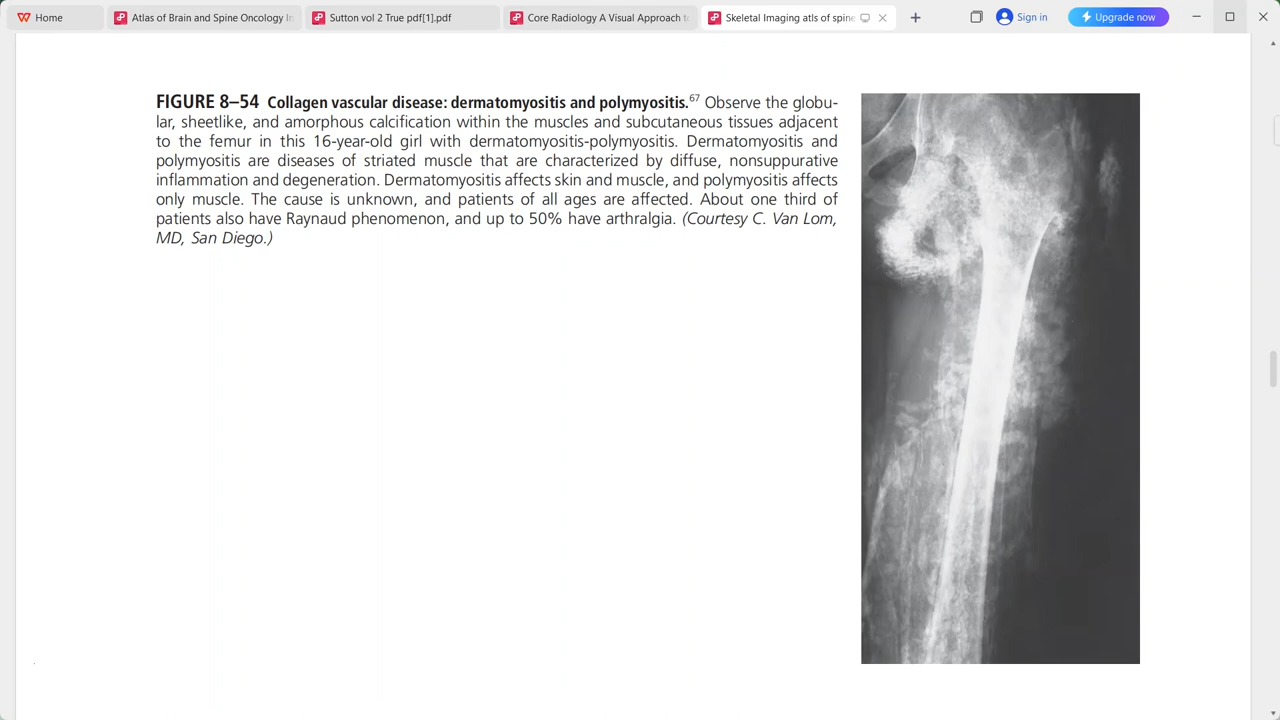 Home
Atlas of Brain and Spine Oncology In
Sutton vol 2 True pdf[1].pdf
Core Radiology A Visual Approach to
Skeletal Imaging atls of spine
Sign in
Upgrade now
FIGURE 8–54 Collagen vascular disease: dermatomyositis and polymyositis.67 Observe the globu-
lar, sheetlike, and amorphous calcification within the muscles and subcutaneous tissues adjacent
to the femur in this 16-year-old girl with dermatomyositis-polymyositis. Dermatomyositis and
polymyositis are diseases of striated muscle that are characterized by diffuse, nonsuppurative
inflammation and degeneration. Dermatomyositis affects skin and muscle, and polymyositis affects
only muscle. The cause is unknown, and patients of all ages are affected. About one third of
patients also have Raynaud phenomenon, and up to 50% have arthralgia. (Courtesy C. Van Lom,
MD, San Diego.)